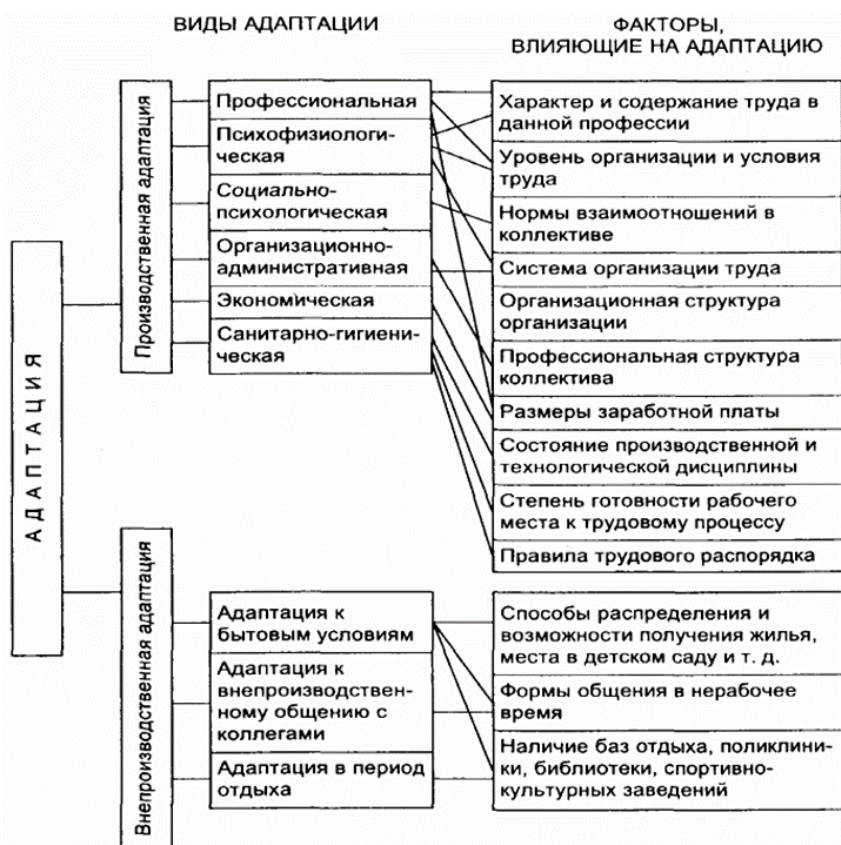 ВИДЫ АДАПТАЦИИ
ФАКТОРЫ,
ВЛИЯЮЩИЕ НА АДАПТАЦИЮ
АДАПТАЦИЯ
Производственная адаптация
Профессиональная
Психофизиологи-
ическая
Социально-
психологическая
Организационно-
административная
Экономическая
Санитарно-гигиени-
ческая
Характер и содержание труда в
данной профессии
Уровень организации и условия
труда
Нормы взаимоотношений в
коллективе
Система организации труда
Организационная структура
организации
Профессиональная структура
коллектива
Размеры заработной платы
Состояние производственной и
технологической дисциплины
Степень готовности рабочего
места к трудовому процессу
Правила трудового распорядка
Внепроизводственная адаптация
Адаптация к
бытовым условиям
Адаптация к
внепроизводствен-
ному общению с
коллегами
Адаптация в период
отдыха
Способы распределения и
возможности получения жилья,
места в детском саду и т. д.
Формы общения в нерабочее
время
Наличие баз отдыха, поликлини-
ки, библиотеки, спортивно-
культурных заведений